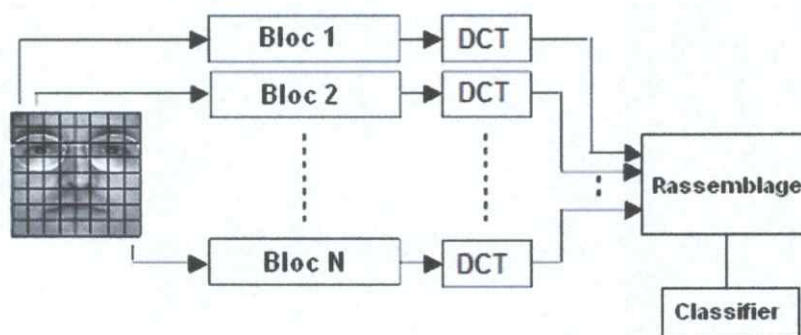 Bloc 1
DCT
Bloc 2
DCT
Rassemblage
Bloc N
DCT
Classifier